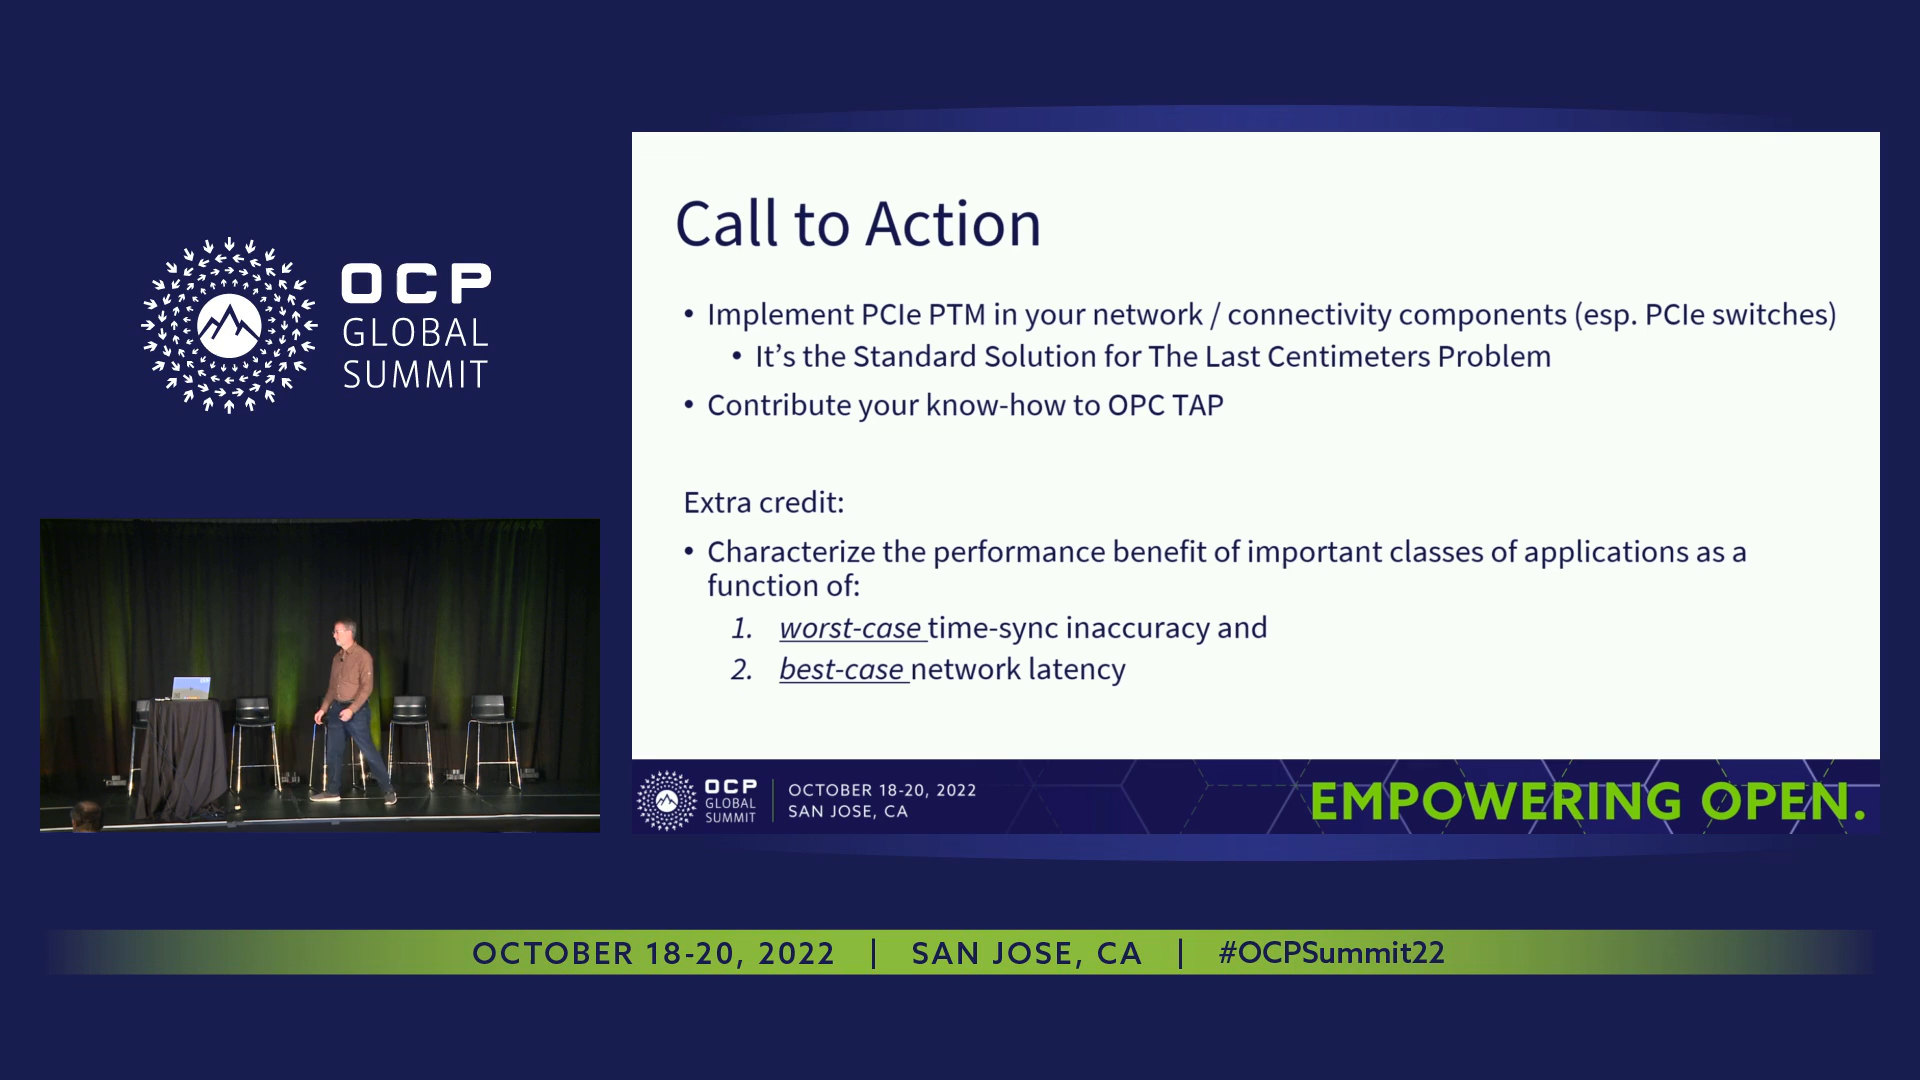 OCP
GLOBAL
SUMMIT
Call to Action
• Implement PCIe PTM in your network / connectivity components (esp. PCIe switches)
• It's the Standard Solution for The Last Centimeters Problem
• Contribute your know-how to OPC TAP
Extra credit:
• Characterize the performance benefit of important classes of applications as a
function of:
1. worst-case time-sync inaccuracy and
2. best-case network latency
OCP
GLOBAL
SUMMIT
OCTOBER 18-20, 2022
SAN JOSE, CA
EMPOWERING OPEN.
OCTOBER 18-20, 2022 | SAN JOSE, CA | #OCPSummit22